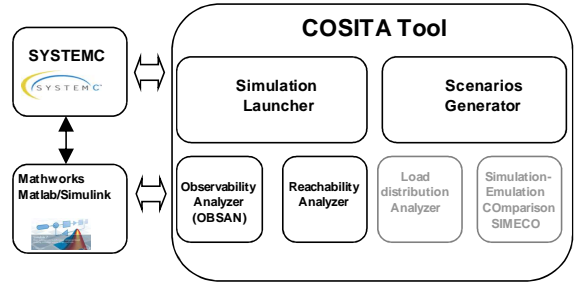 COSITA Tool
SYSTEMC
SYSTEM C
Simulation
Launcher
Scenarios
Generator
Mathworks
Matlab/Simulink
Observability
Analyzer
(OBSAN)
Reachability
Analyzer
Load
distribution
Analyzer
Simulation-
Emulation
COmparison
SIMECO